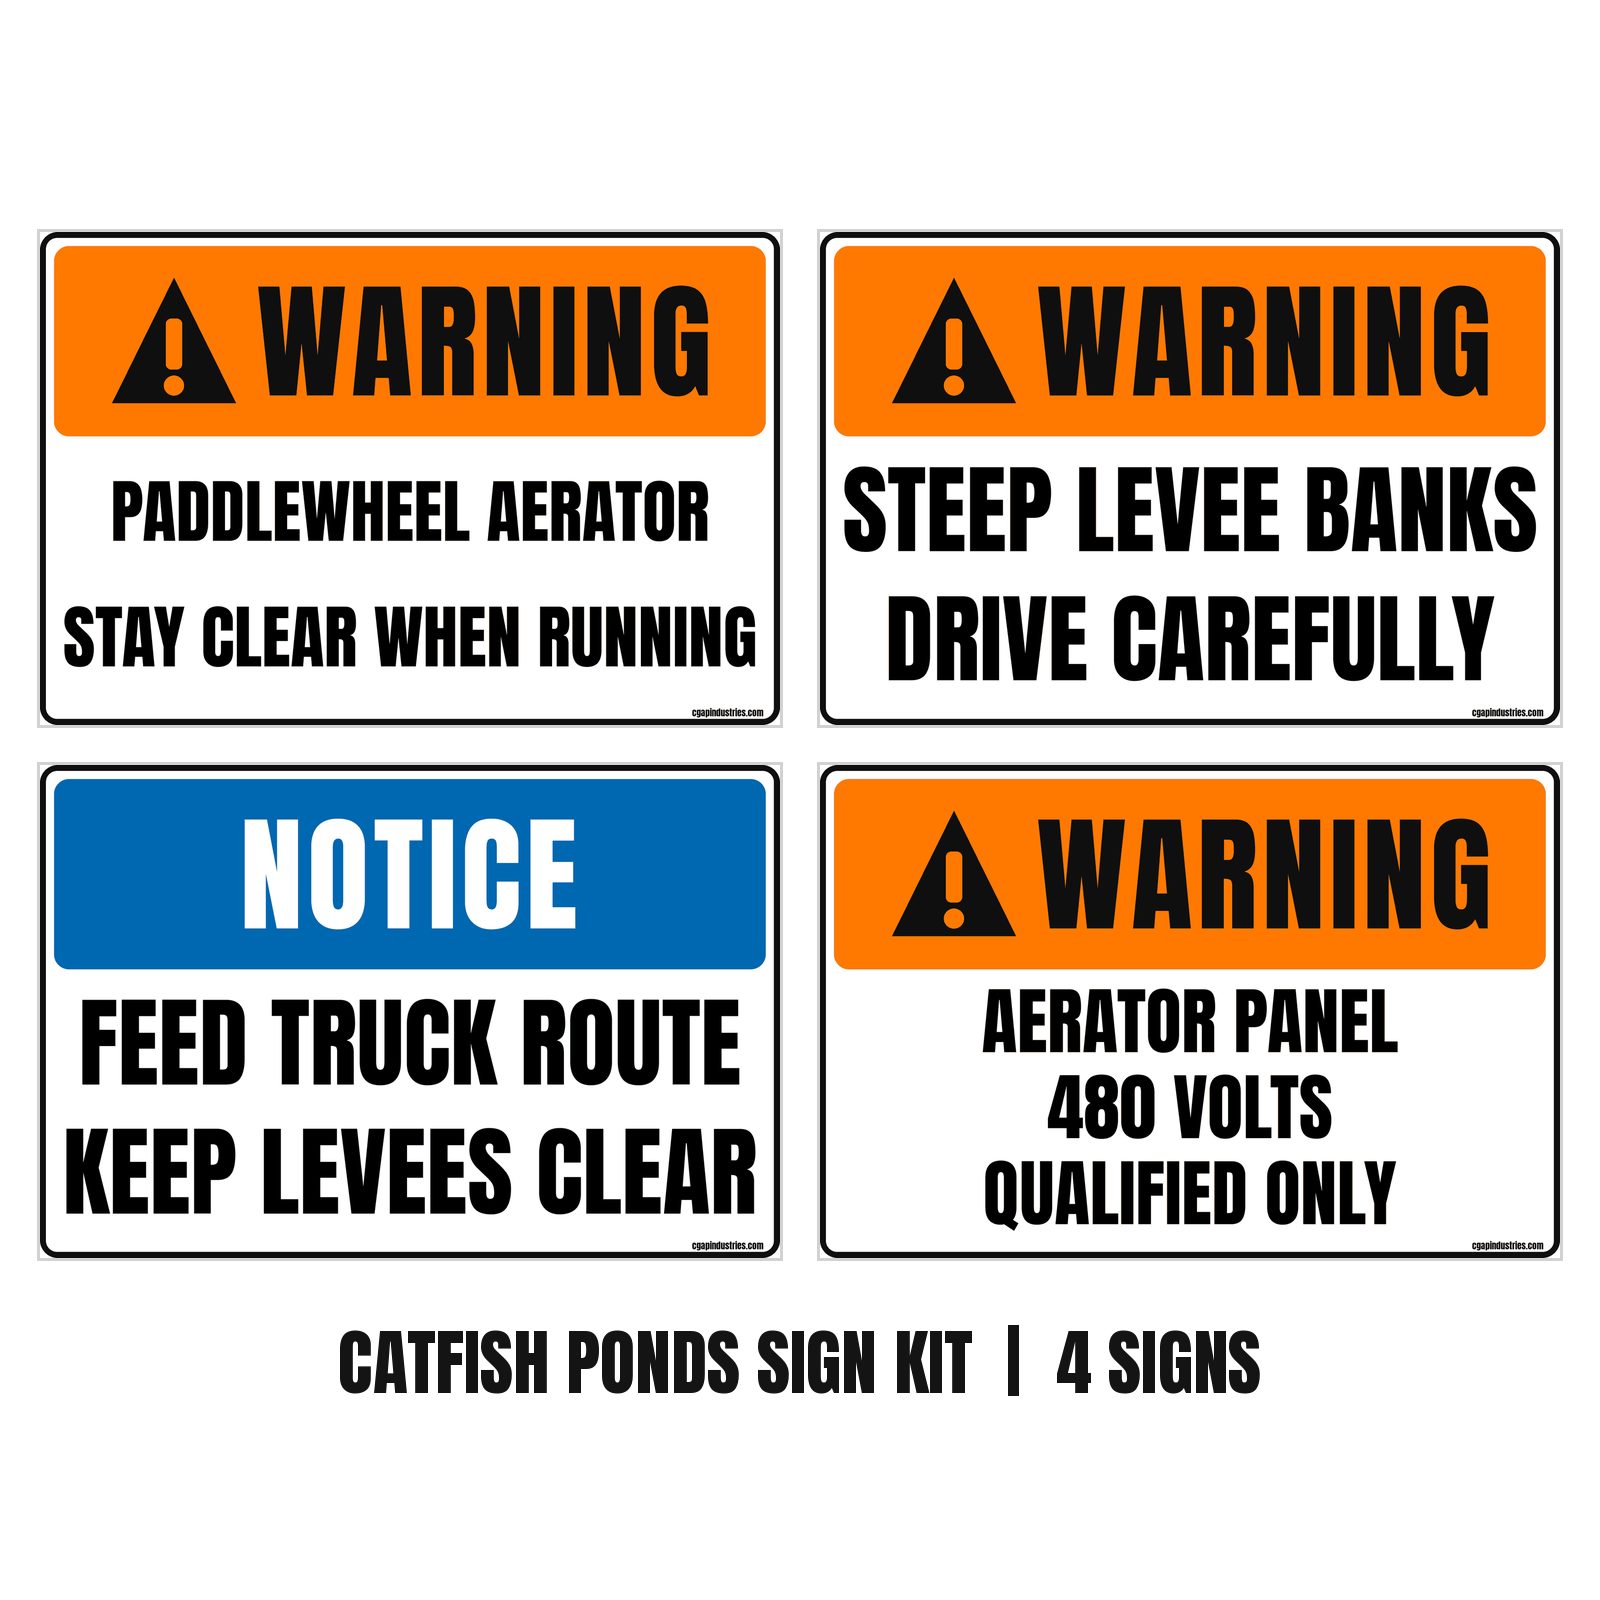 WARNING
PADDLEWHEEL AERATOR
STAY CLEAR WHEN RUNNING
cgapindustries.com
WARNING
STEEP LEVEE BANKS
DRIVE CAREFULLY
cgapindustries.com
NOTICE
FEED TRUCK ROUTE
KEEP LEVEES CLEAR
cgapindustries.com
WARNING
AERATOR PANEL
480 VOLTS
QUALIFIED ONLY
cgapindustries.com
CATFISH PONDS SIGN KIT | 4 SIGNS